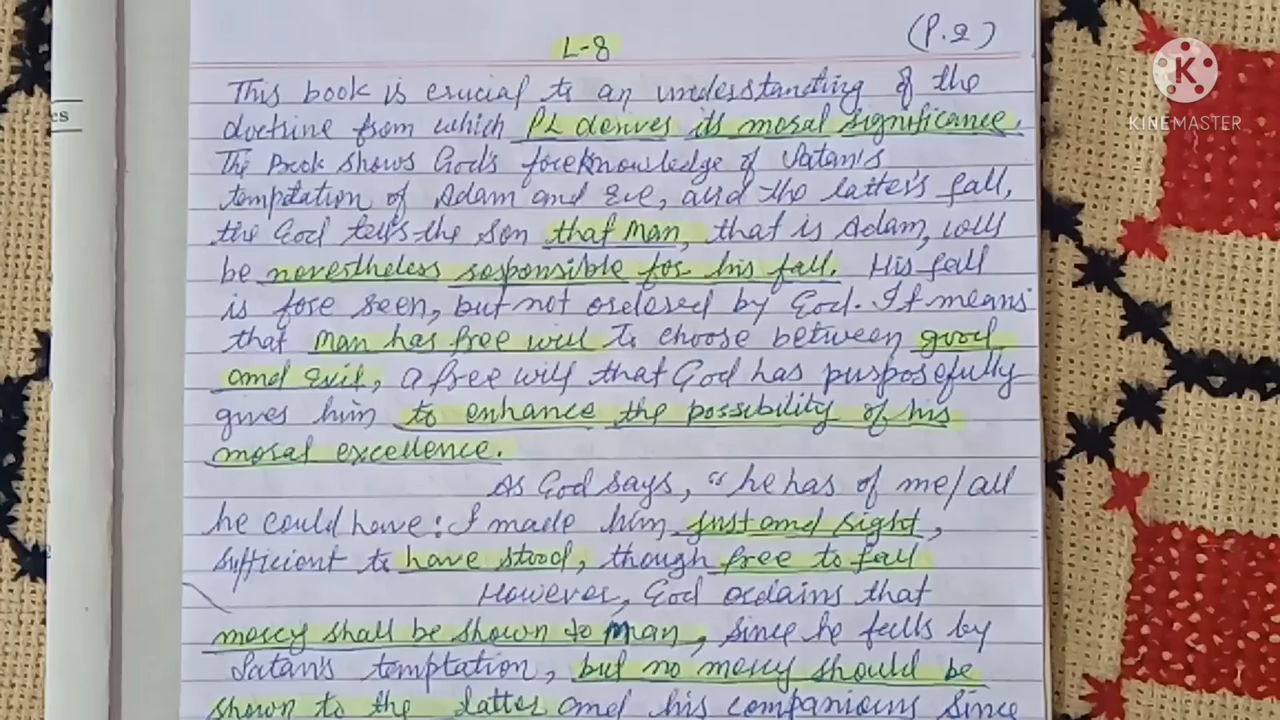 L-8
(P.2)
This book is crucial to an understanding of the
doctrine from which PL derives its moral significance.
The Book shows God's foreknowledge of Satan's
temptation of Adam and Eve, and the latter's fall,
the God tells the Son that man, that is Adam, will
be nevertheless responsible for his fall. His fall
is fore seen, but not ordered by God. It means
that man has free will to choose between good
and Evil, a free will that God has purposefully
gives him to enhance the possibility of his
moral excellence.
As God says, "he has of me/all
he could have: I made him just and right,
sufficient to have stood, though free to fall
However, God ordains that
mercy shall be shown to man, since he fells by
Satan's temptation, but no mercy should be
shown to the latter and his companions since
es
K
KINEMASTER